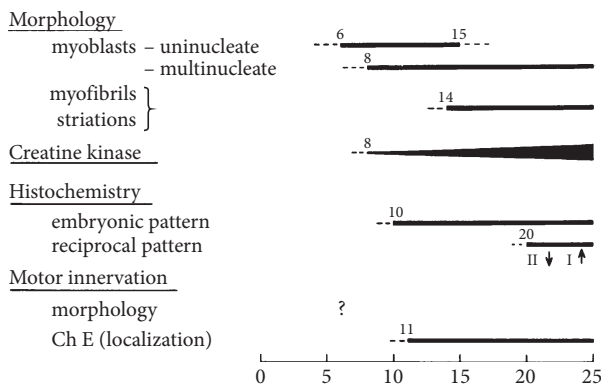 Morphology
6 15
myoblasts – uninucleate
8
– multinucleate
myofibrils
14
striations
8
Creatine kinase
Histochemistry
10
embryonic pattern
20
reciprocal pattern
II ↓ I ↑
Motor innervation
morphology ?
11
Ch E (localization)
0 5 10 15 20 25